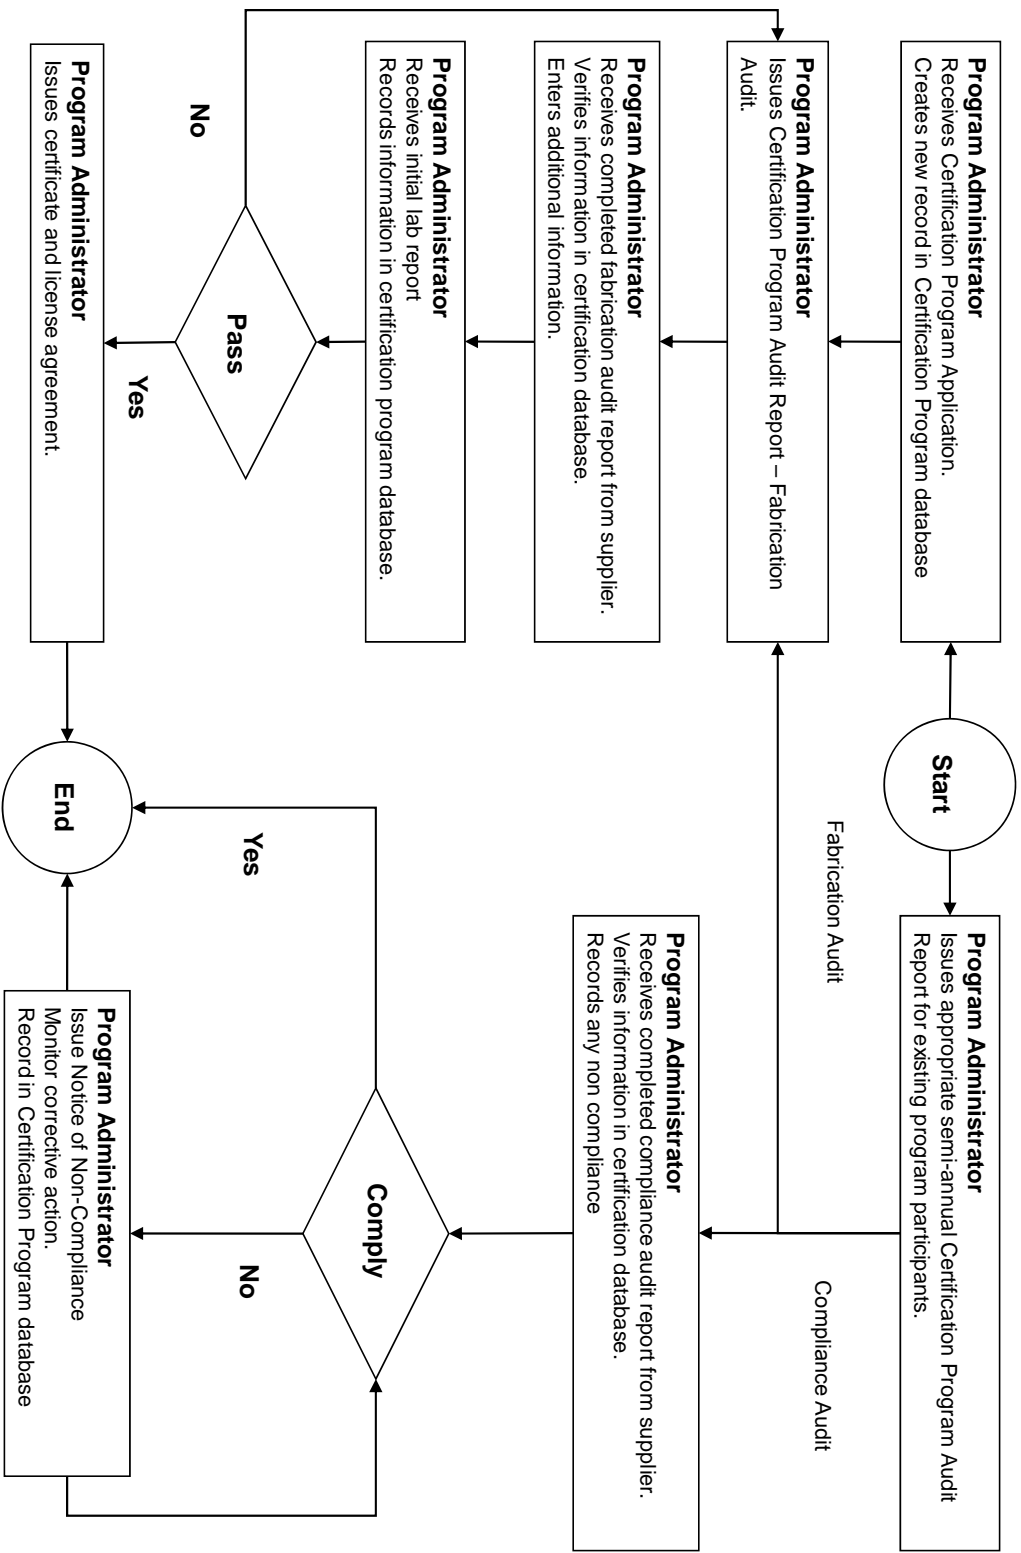 Program Administrator
Receives Certification Program Application.
Creates new record in Certification Program database
Start
Program Administrator
Issues appropriate semi-annual Certification Program Audit
Report for existing program participants.
Program Administrator
Issues Certification Program Audit Report – Fabrication
Audit.
Fabrication Audit
Compliance Audit
Program Administrator
Receives completed fabrication audit report from supplier.
Verifies information in certification database.
Enters additional information.
Program Administrator
Receives completed compliance audit report from supplier.
Verifies information in certification database.
Records any non compliance
Program Administrator
Receives initial lab report
Records information in certification program database.
Pass
Comply
No
Yes
Yes
No
Program Administrator
Issues certificate and license agreement.
End
Program Administrator
Issue Notice of Non-Compliance
Monitor corrective action.
Record in Certification Program database